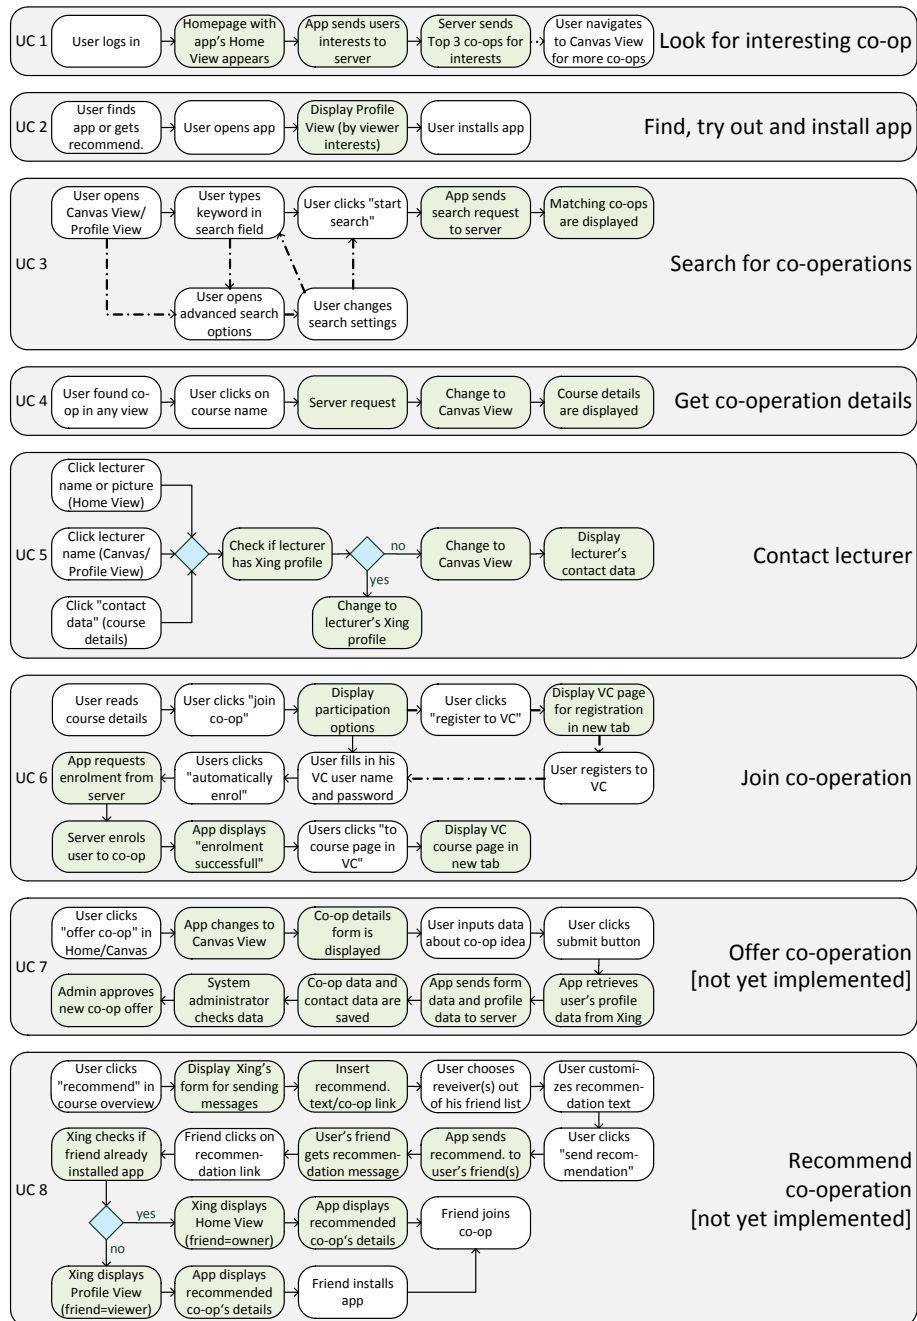 UC 1
User logs in
Homepage with
app's Home
View appears
App sends users
interests to
server
Server sends
Top 3 co-ops for
interests
User navigates
to Canvas View
for more co-ops
Look for interesting co-op
UC 2
User finds
app or gets
recommend.
User opens app
Display Profile
View (by viewer
interests)
User installs app
Find, try out and install app
UC 3
User opens
Canvas View/
Profile View
User types
keyword in
search field
User clicks "start
search"
App sends
search request
to server
Matching co-ops
are displayed
User opens
advanced search
options
User changes
search settings
Search for co-operations
UC 4
User found co-
op in any view
User clicks on
course name
Server request
Change to
Canvas View
Course details
are displayed
Get co-operation details
UC 5
Click lecturer
name or picture
(Home View)
Click lecturer
name (Canvas/
Profile View)
Click "contact
data" (course
details)
Check if lecturer
has Xing profile
no
Change to
Canvas View
Display
lecturer's
contact data
yes
Change to
lecturer's Xing
profile
Contact lecturer
UC 6
User reads
course details
User clicks "join
co-op"
Display
participation
options
User clicks
"register to VC"
Display VC page
for registration
in new tab
App requests
enrolment from
server
Users clicks
"automatically
enrol"
User fills in his
VC user name
and password
User registers to
VC
Server enrols
user to co-op
App displays
"enrolment
successfull"
Users clicks "to
course page in
VC"
Display VC
course page in
new tab
Join co-operation
UC 7
User clicks
"offer co-op" in
Home/Canvas
App changes to
Canvas View
Co-op details
form is
displayed
User inputs data
about co-op idea
User clicks
submit button
Admin approves
new co-op offer
System
administrator
checks data
Co-op data and
contact data are
saved
App sends form
data and profile
data to server
App retrieves
user's profile
data from Xing
Offer co-operation
[not yet implemented]
UC 8
User clicks
"recommend" in
course overview
Display Xing's
form for sending
messages
Insert
recommend.
text/co-op link
User chooses
reveiver(s) out
of his friend list
User customi-
zes recommen-
dation text
Xing checks if
friend already
installed app
Friend clicks on
recommen-
dation link
User's friend
gets recommen-
dation message
App sends
recommend. to
user's friend(s)
User clicks
"send recom-
mendation"
yes
Xing displays
Home View
(friend=owner)
App displays
recommended
co-op's details
Friend joins
co-op
no
Xing displays
Profile View
(friend=viewer)
App displays
recommended
co-op's details
Friend installs
app
Recommend
co-operation
[not yet implemented]